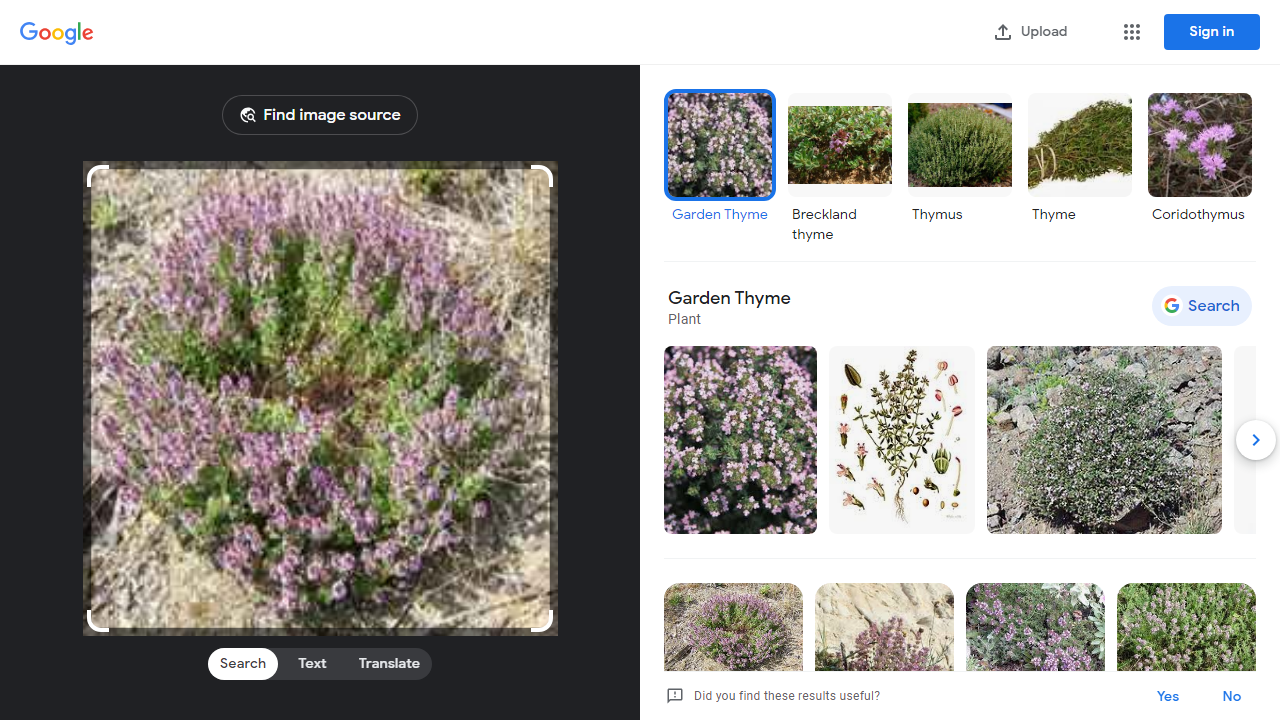 Google
Upload
Sign in
Find image source
Garden Thyme
Breckland
thyme
Thymus
Thyme
Coridothymus
Garden Thyme
Plant
Search
Search
Text
Translate
Did you find these results useful?
Yes
No